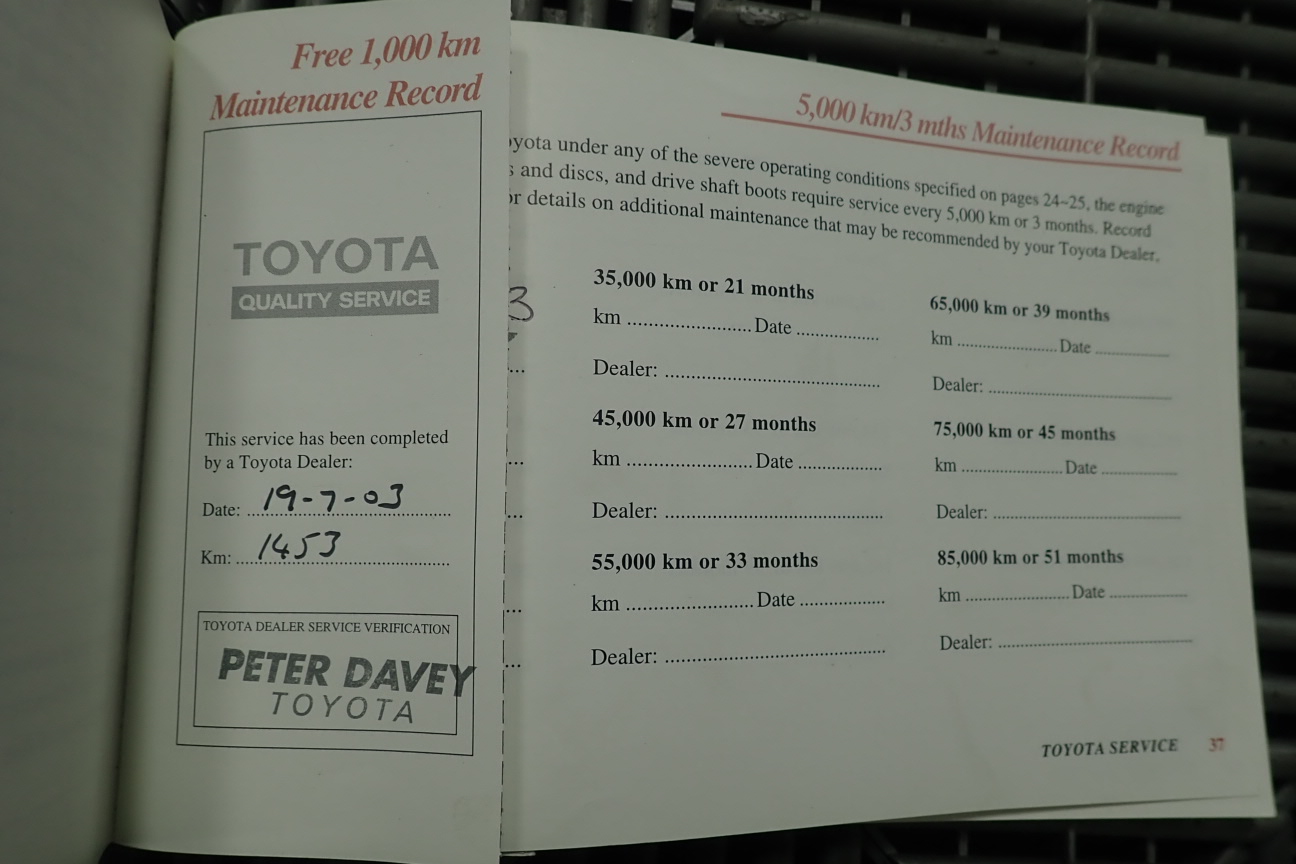 Free 1,000 km
Maintenance Record
TOYOTA
QUALITY SERVICE
This service has been completed
by a Toyota Dealer:
Date: 19-7-03
Km: 1453
TOYOTA DEALER SERVICE VERIFICATION
PETER DAVEY
TOYOTA
5,000 km/3 mths Maintenance Record
oyota under any of the severe operating conditions specified on pages 24–25, the engine
s and discs, and drive shaft boots require service every 5,000 km or 3 months. Record
or details on additional maintenance that may be recommended by your Toyota Dealer.
3
35,000 km or 21 months
km ........................ Date .................
Dealer: ............................................
45,000 km or 27 months
km ........................ Date .................
Dealer: ............................................
55,000 km or 33 months
km ........................ Date .................
Dealer: ............................................
65,000 km or 39 months
km ........................ Date .................
Dealer: ............................................
75,000 km or 45 months
km ........................ Date .................
Dealer: ............................................
85,000 km or 51 months
km ........................ Date .................
Dealer: ............................................
TOYOTA SERVICE 37